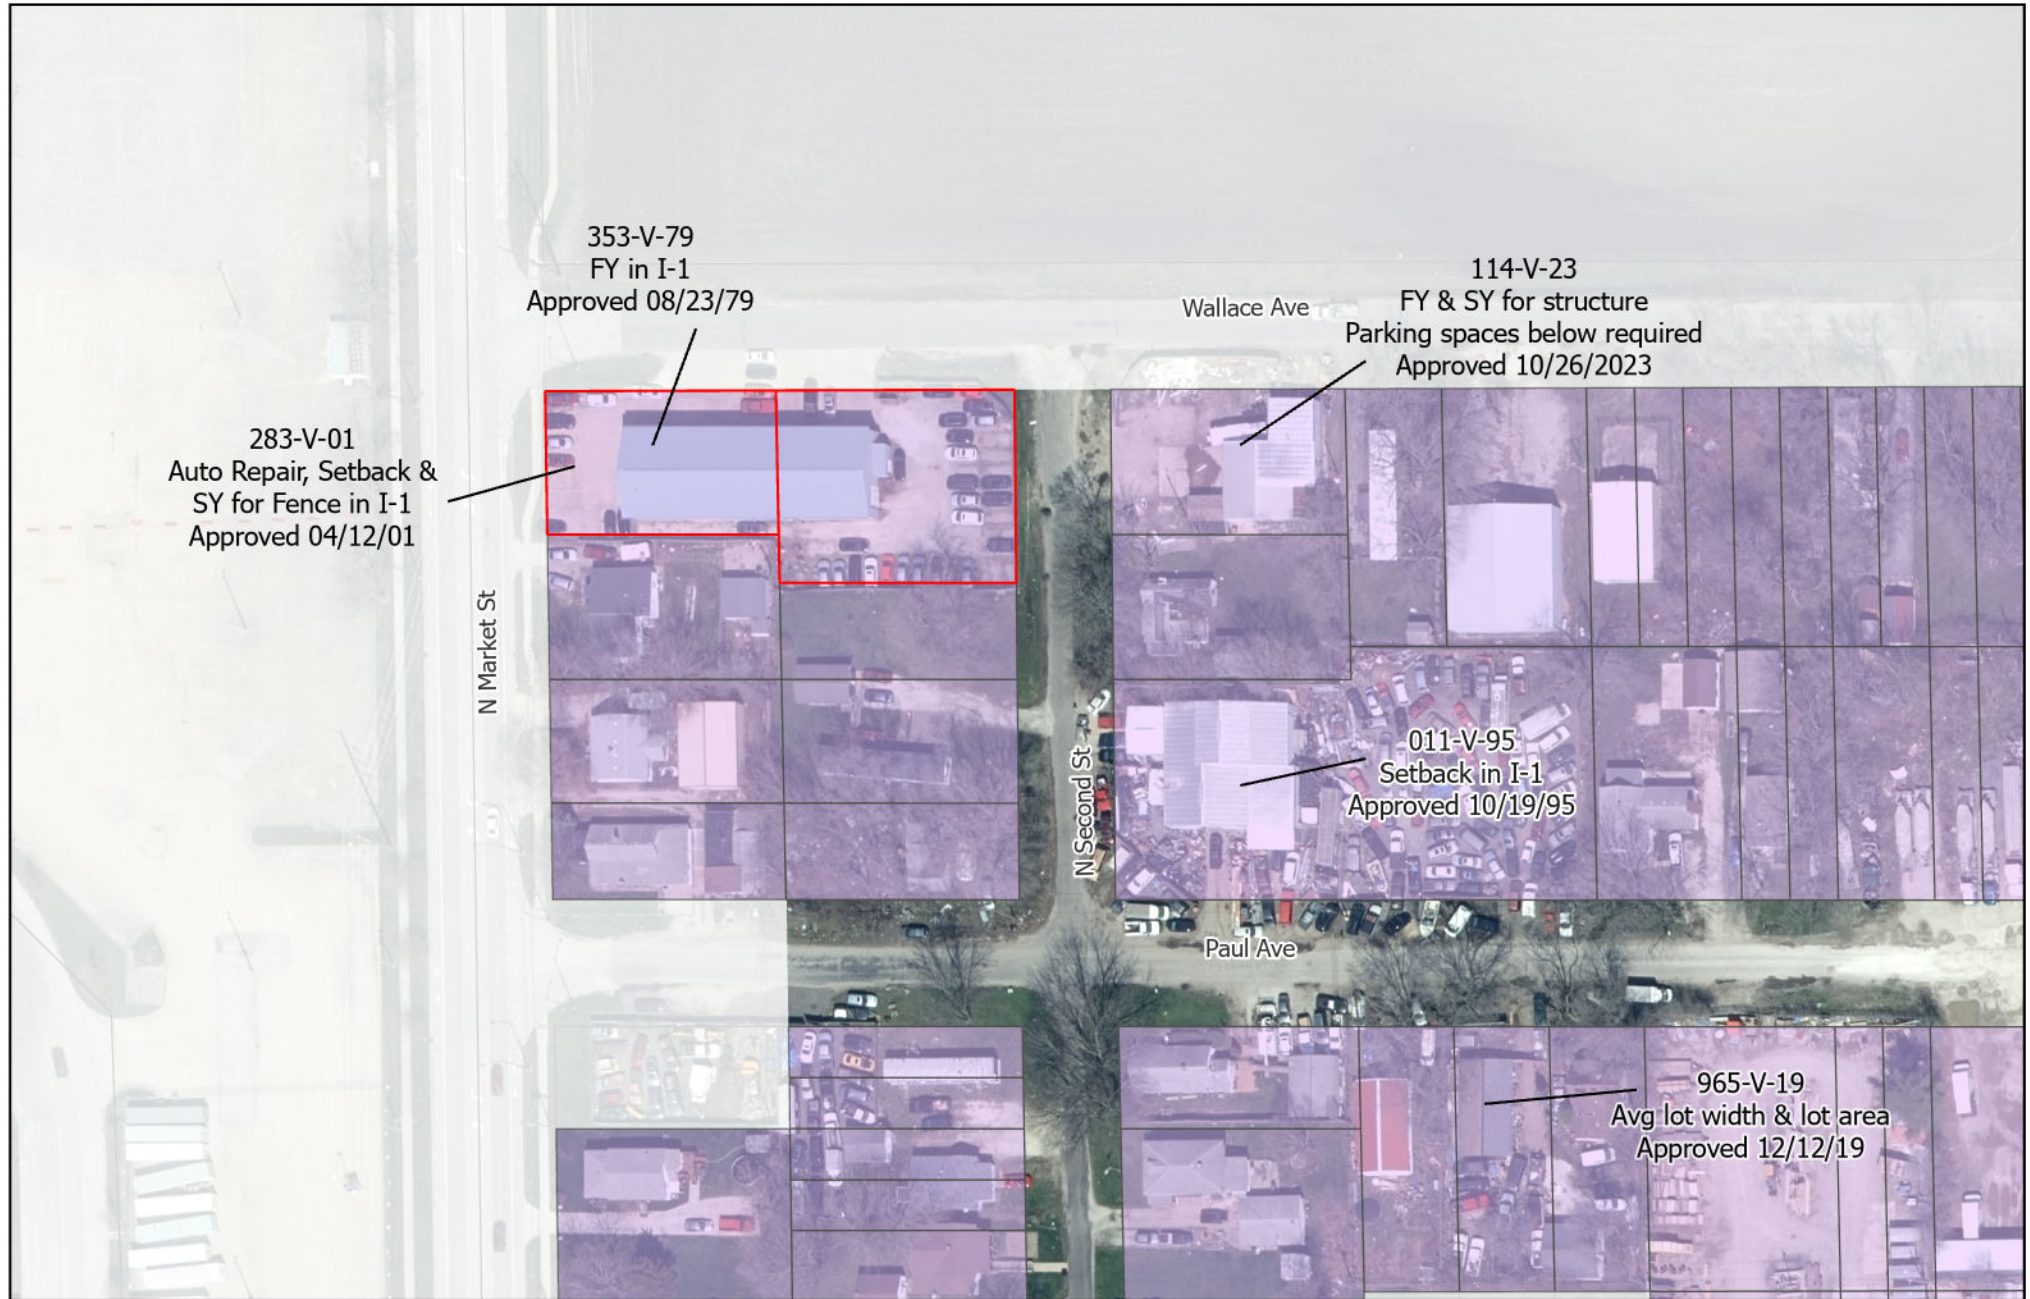 353-V-79
FY in I-1
Approved 08/23/79
114-V-23
FY & SY for structure
Parking spaces below required
Approved 10/26/2023
Wallace Ave
283-V-01
Auto Repair, Setback &
SY for Fence in I-1
Approved 04/12/01
N Market St
N Second St
011-V-95
Setback in I-1
Approved 10/19/95
Paul Ave
965-V-19
Avg lot width & lot area
Approved 12/12/19